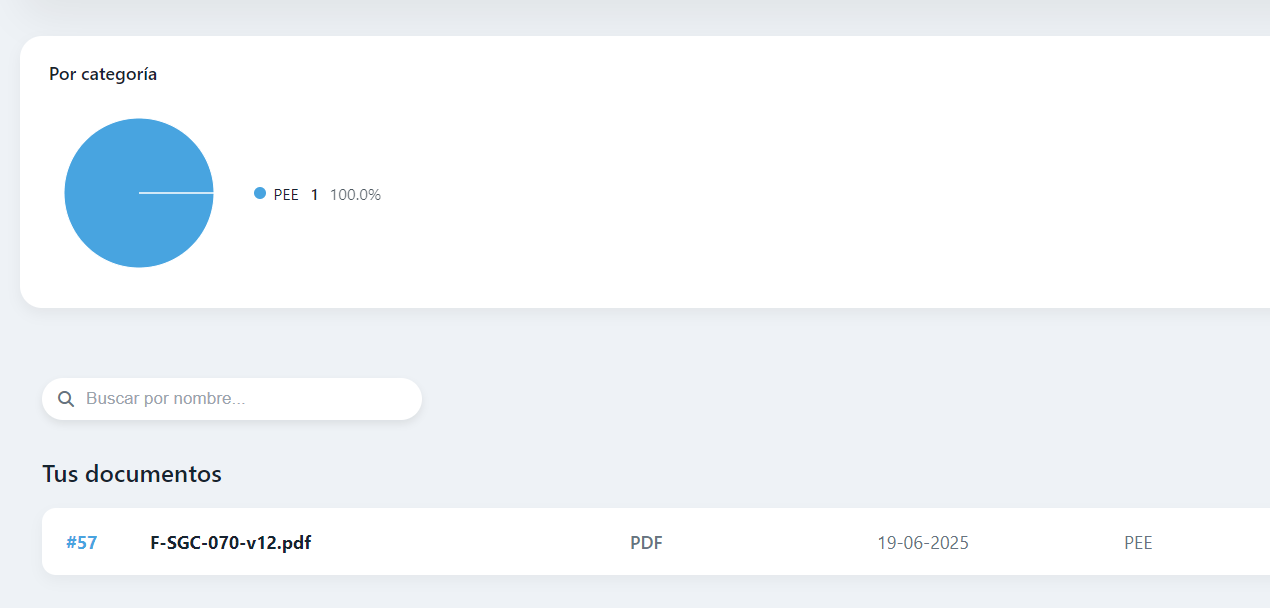 Por categoría
PEE 1 100.0%
Buscar por nombre...
Tus documentos
#57 F-SGC-070-v12.pdf PDF 19-06-2025 PEE